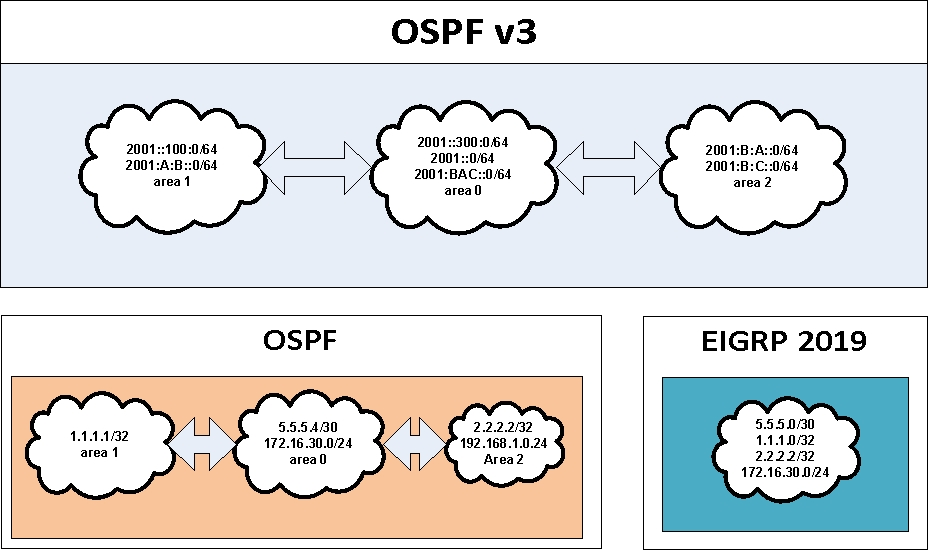 OSPF v3
2001::100:0/64
2001:A:B::0/64
area 1
2001::300:0/64
2001::0/64
2001:BAC::0/64
area 0
2001:B:A::0/64
2001:B:C::0/64
area 2
OSPF
1.1.1.1/32
area 1
5.5.5.4/30
172.16.30.0/24
area 0
2.2.2.2/32
192.168.1.0.24
Area 2
EIGRP 2019
5.5.5.0/30
1.1.1.0/32
2.2.2.2/32
172.16.30.0/24